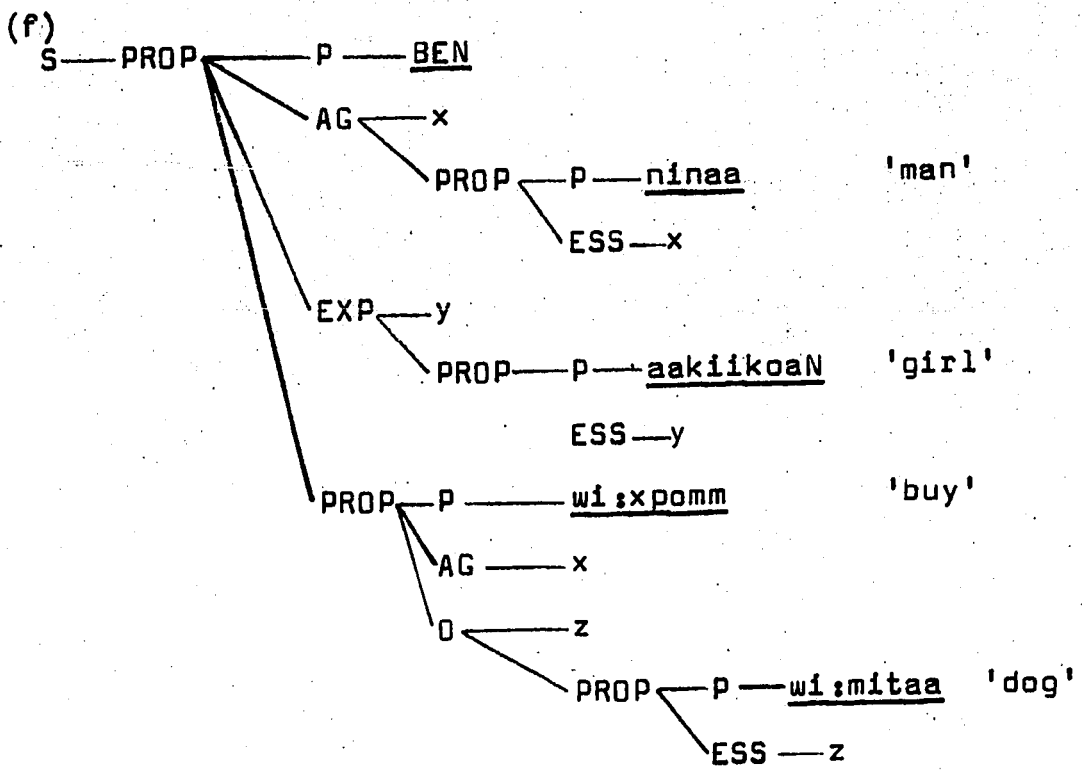 (f)
S PROP P BEN
AG x
PROP P ninaa 'man'
ESS x
EXP y
PROP P aakiikoaN 'girl'
ESS y
PROP P wi:xpomm 'buy'
AG x
O z
PROP P wi:mitaa 'dog'
ESS z